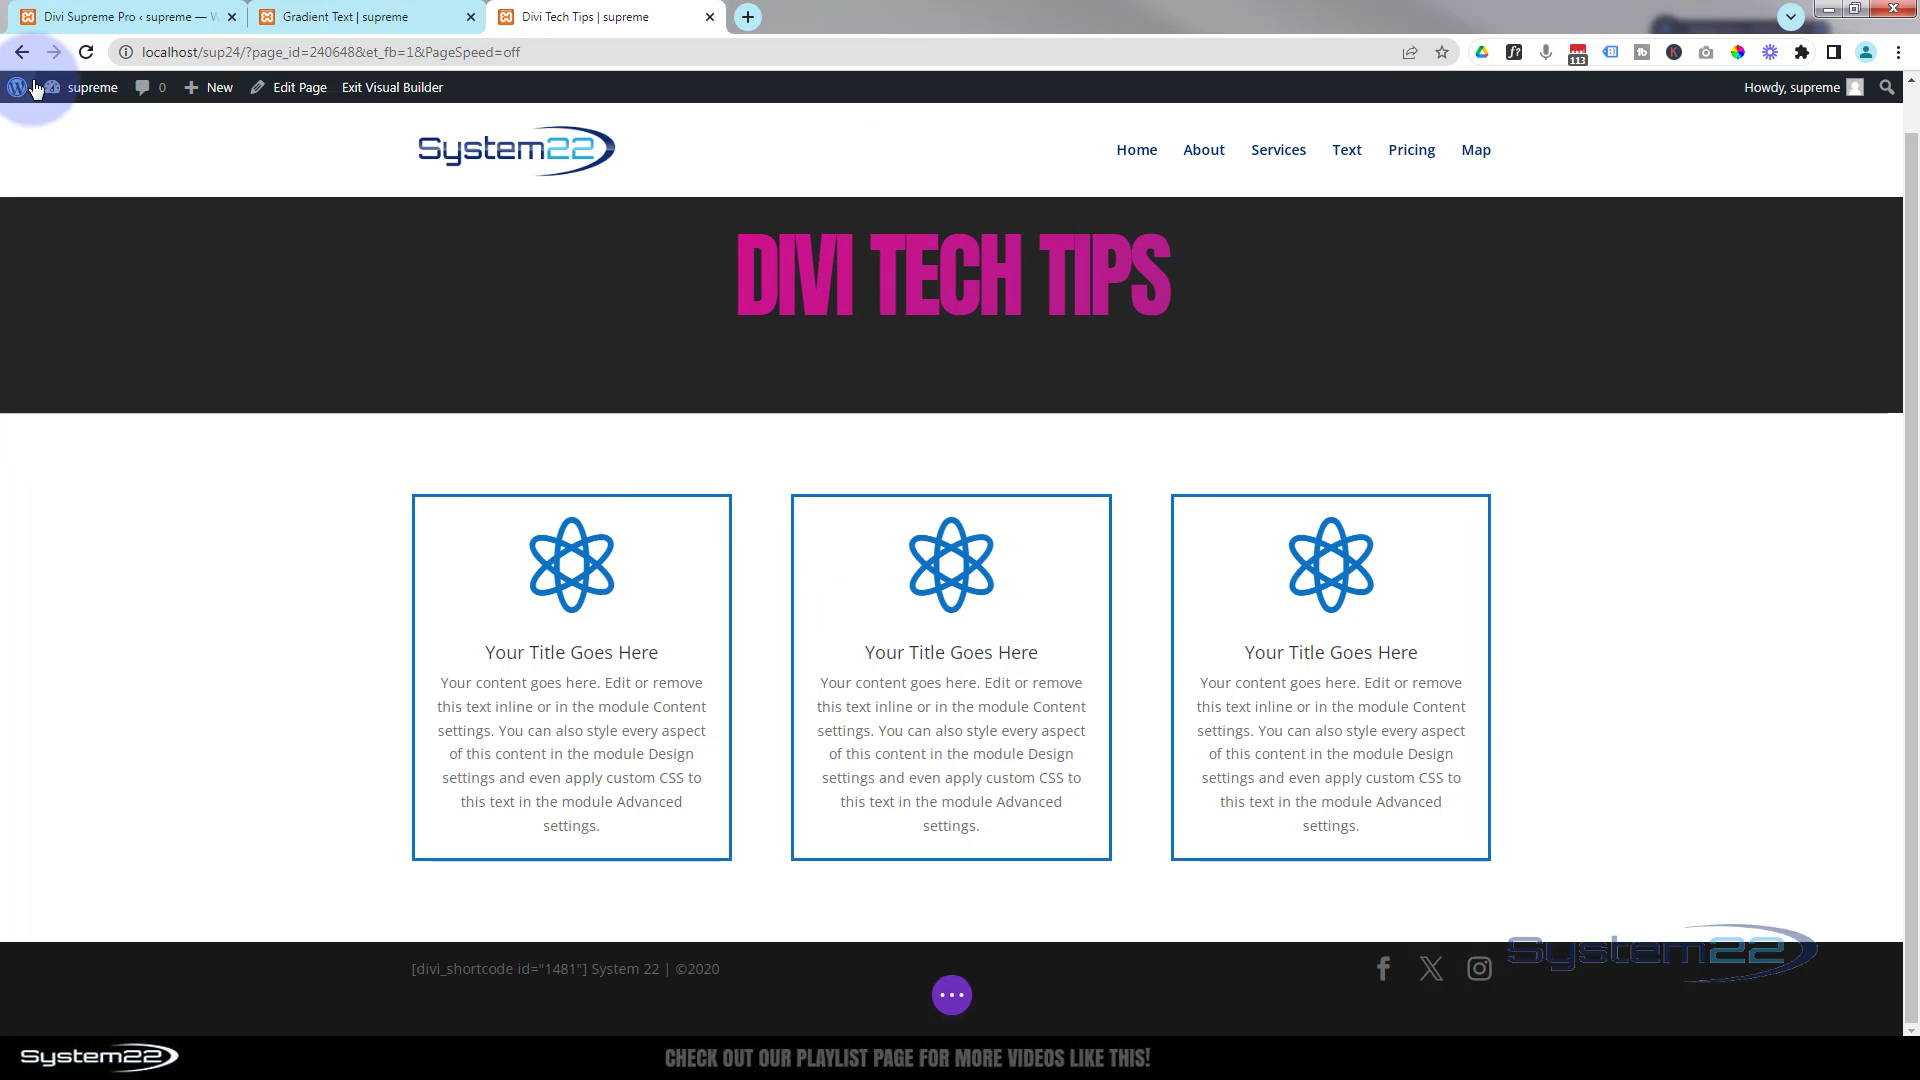 Divi Supreme Pro ‹ supreme — W
Gradient Text | supreme
Divi Tech Tips | supreme
localhost/sup24/?page_id=240648&et_fb=1&PageSpeed=off
113
supreme
0
New
Edit Page
Exit Visual Builder
Howdy, supreme
System22
Home
About
Services
Text
Pricing
Map
DIVI TECH TIPS
Your Title Goes Here
Your content goes here. Edit or remove
this text inline or in the module Content
settings. You can also style every aspect
of this content in the module Design
settings and even apply custom CSS to
this text in the module Advanced
settings.
Your Title Goes Here
Your content goes here. Edit or remove
this text inline or in the module Content
settings. You can also style every aspect
of this content in the module Design
settings and even apply custom CSS to
this text in the module Advanced
settings.
Your Title Goes Here
Your content goes here. Edit or remove
this text inline or in the module Content
settings. You can also style every aspect
of this content in the module Design
settings and even apply custom CSS to
this text in the module Advanced
settings.
[divi_shortcode id="1481"] System 22 | ©2020
System22
System22
CHECK OUT OUR PLAYLIST PAGE FOR MORE VIDEOS LIKE THIS!